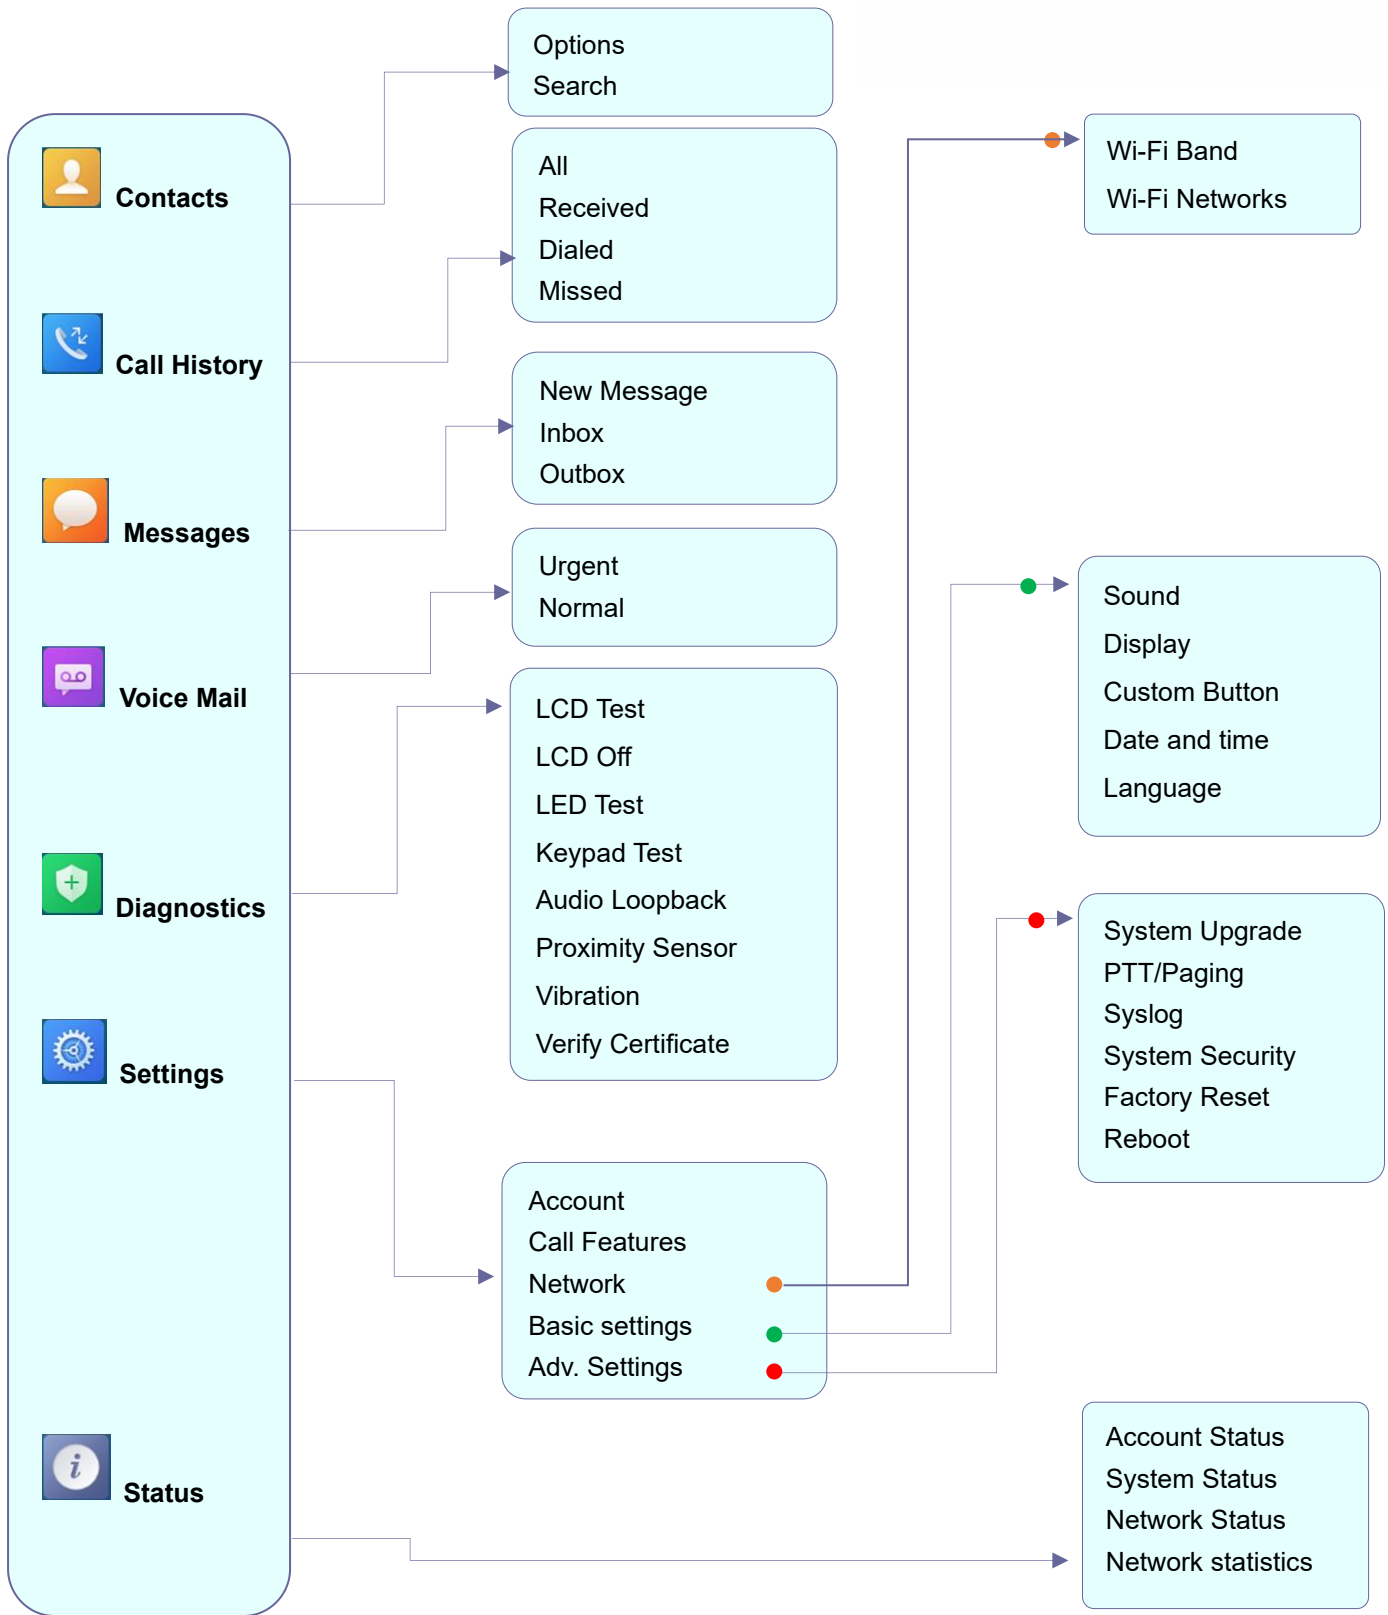 Contacts
Call History
Messages
Voice Mail
Diagnostics
Settings
Status
Options
Search
All
Received
Dialed
Missed
New Message
Inbox
Outbox
Urgent
Normal
LCD Test
LCD Off
LED Test
Keypad Test
Audio Loopback
Proximity Sensor
Vibration
Verify Certificate
Account
Call Features
Network
Basic settings
Adv. Settings
Wi-Fi Band
Wi-Fi Networks
Sound
Display
Custom Button
Date and time
Language
System Upgrade
PTT/Paging
Syslog
System Security
Factory Reset
Reboot
Account Status
System Status
Network Status
Network statistics